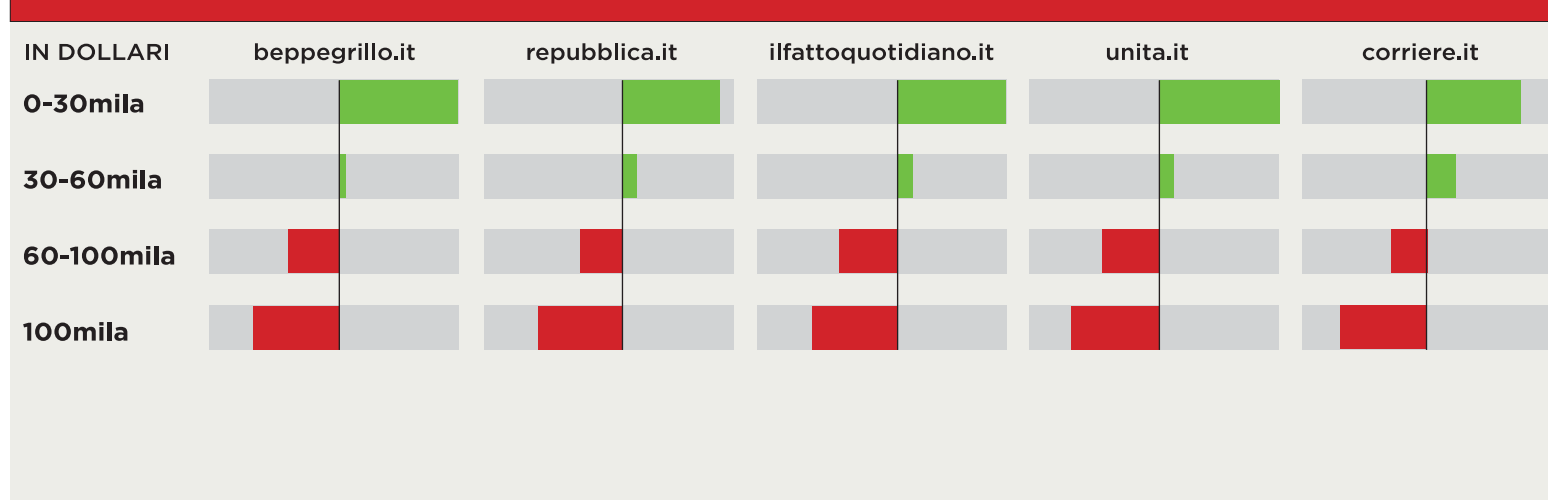 IN DOLLARI beppegrillo.it repubblica.it ilfattoquotidiano.it unita.it corriere.it
0-30mila
30-60mila
60-100mila
100mila